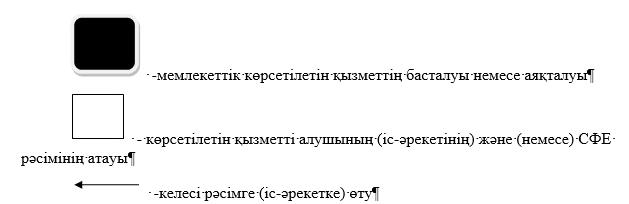 -мемлекеттік көрсетілетін қызметтің басталуы немесе аяқталуы¶
- көрсетілетін қызметті алушының (іс-әрекетінің) және (немесе) СФЕ
рәсімінің атауы¶
-келесі рәсімге (іс-әрекетке) өту¶